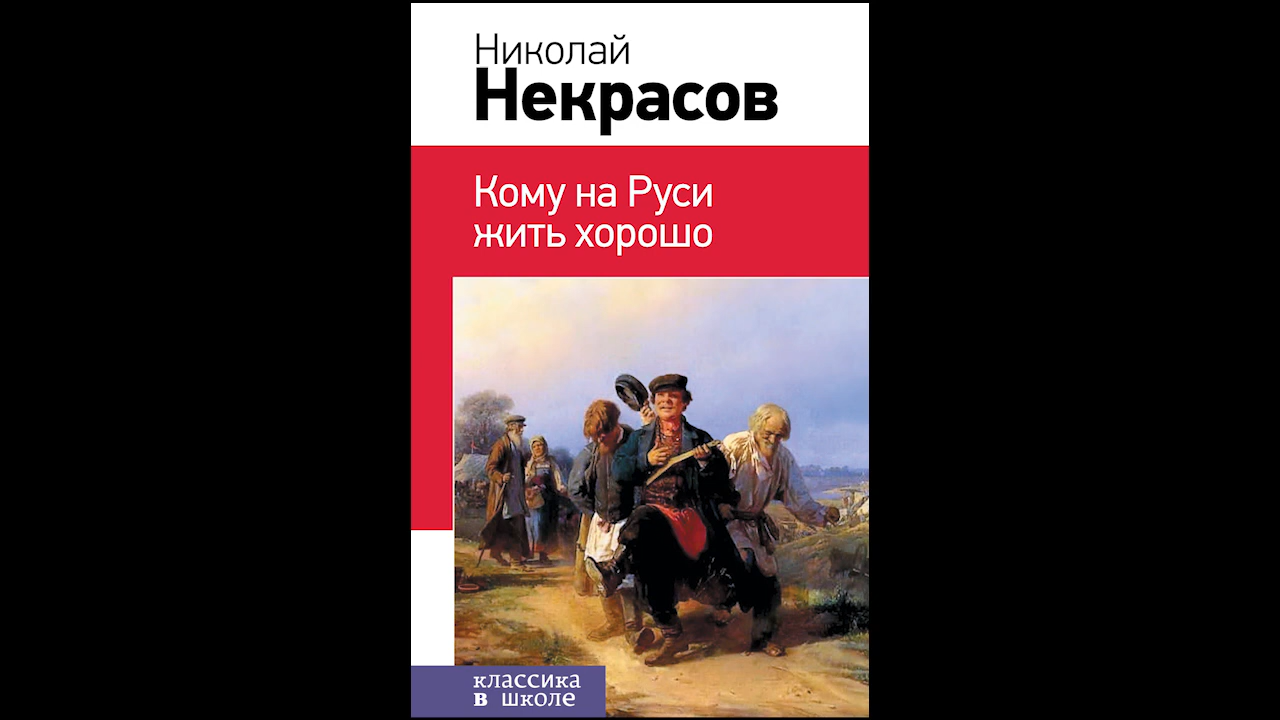 Николай
Некрасов
Кому на Руси
жить хорошо
классика
в школе